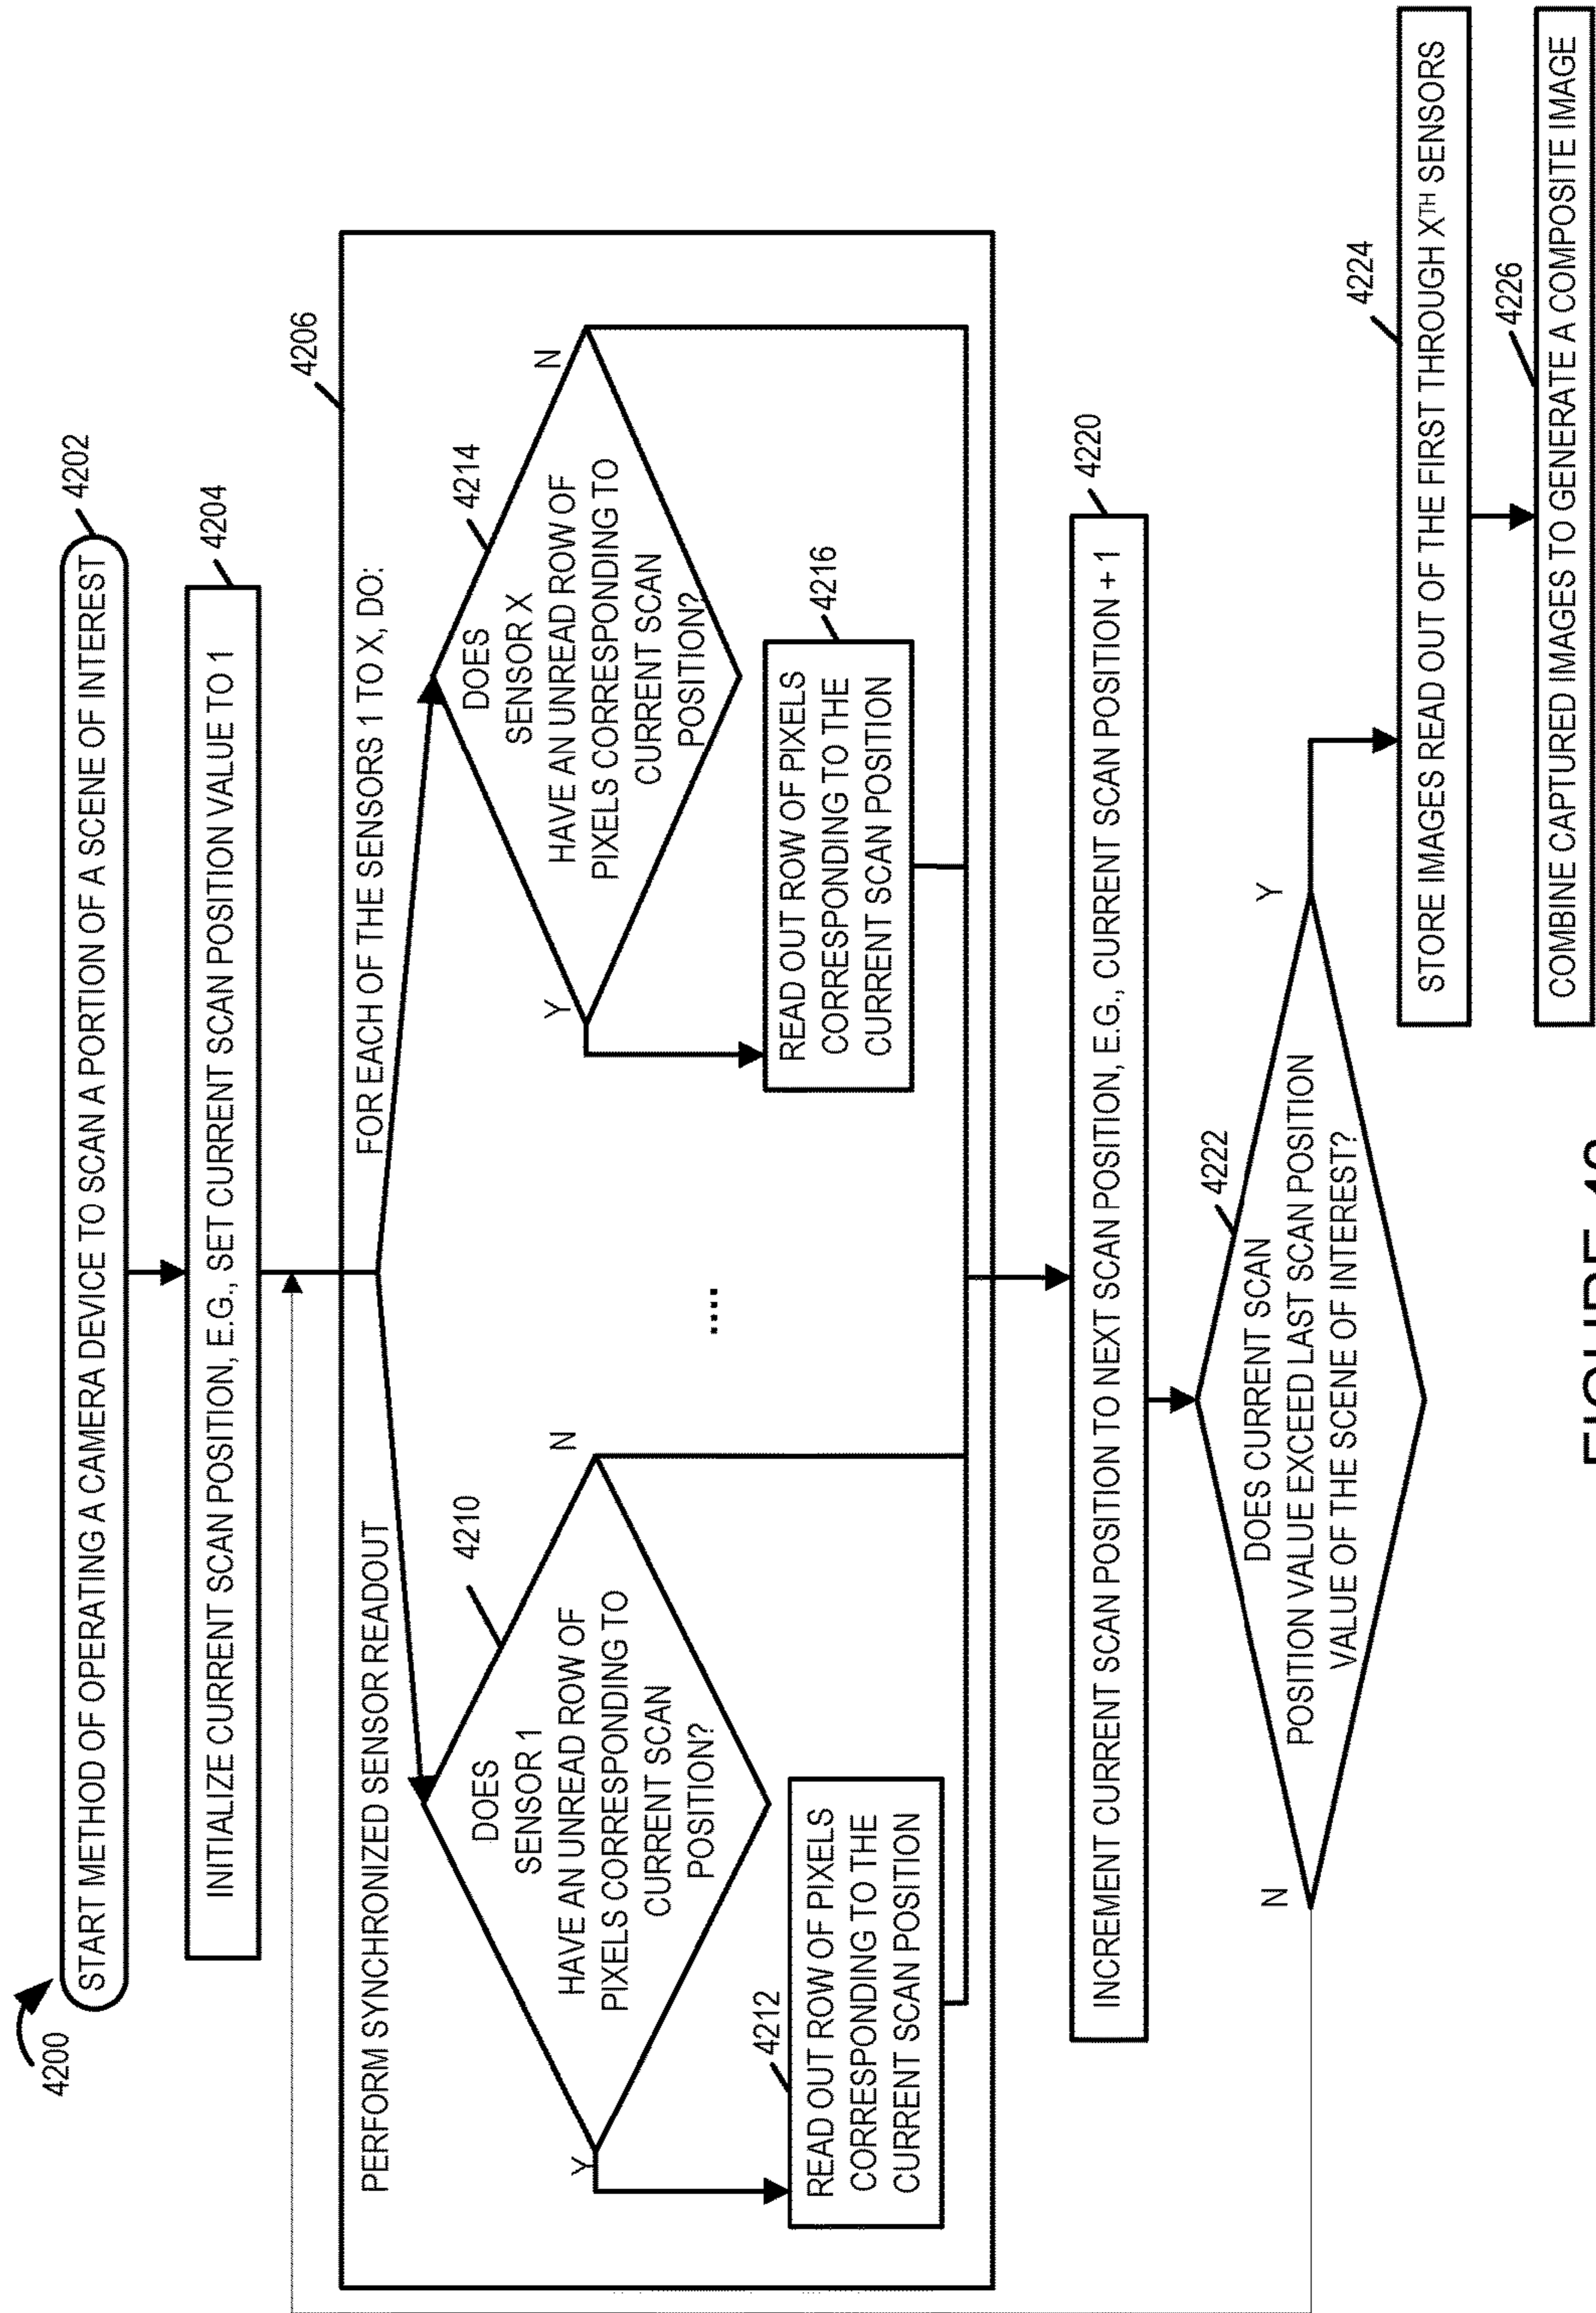 4200
START METHOD OF OPERATING A CAMERA DEVICE TO SCAN A PORTION OF A SCENE OF INTEREST
4202
INITIALIZE CURRENT SCAN POSITION, E.G., SET CURRENT SCAN POSITION VALUE TO 1
4204
4206
PERFORM SYNCHRONIZED SENSOR READOUT
FOR EACH OF THE SENSORS 1 TO X, DO:
4210
DOES
SENSOR 1
HAVE AN UNREAD ROW OF
PIXELS CORRESPONDING TO
CURRENT SCAN
POSITION?
Y
N
4212
READ OUT ROW OF PIXELS
CORRESPONDING TO THE
CURRENT SCAN POSITION
....
4214
DOES
SENSOR X
HAVE AN UNREAD ROW OF
PIXELS CORRESPONDING TO
CURRENT SCAN
POSITION?
Y
N
4216
READ OUT ROW OF PIXELS
CORRESPONDING TO THE
CURRENT SCAN POSITION
4220
INCREMENT CURRENT SCAN POSITION TO NEXT SCAN POSITION, E.G., CURRENT SCAN POSITION + 1
4222
DOES CURRENT SCAN
POSITION VALUE EXCEED LAST SCAN POSITION
VALUE OF THE SCENE OF INTEREST?
N
Y
4224
STORE IMAGES READ OUT OF THE FIRST THROUGH XTH SENSORS
4226
COMBINE CAPTURED IMAGES TO GENERATE A COMPOSITE IMAGE
FIGURE